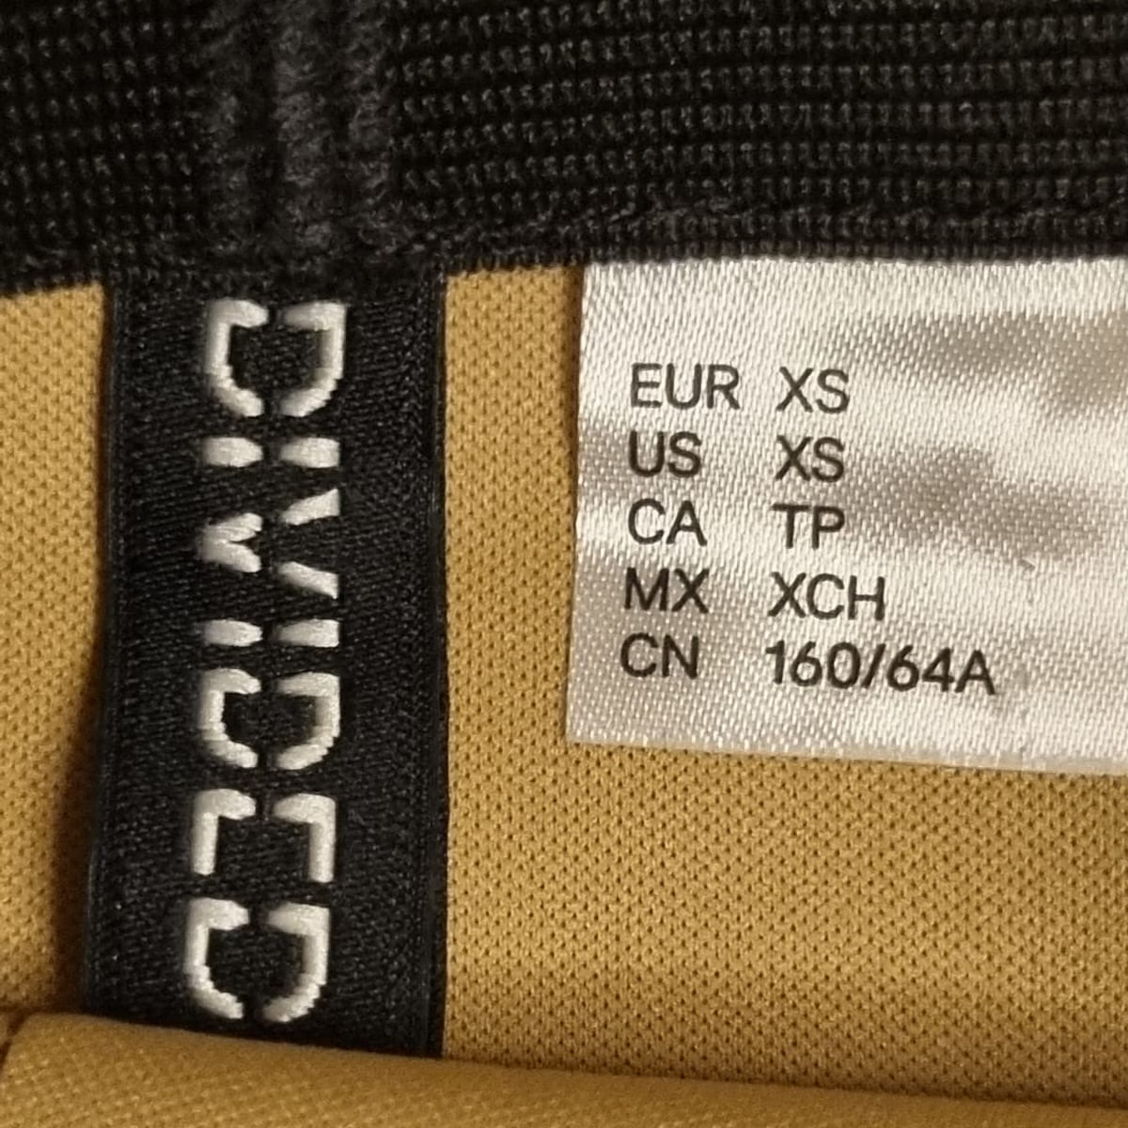 DIVIDED
EUR XS
US XS
CA TP
MX XCH
CN 160/64A